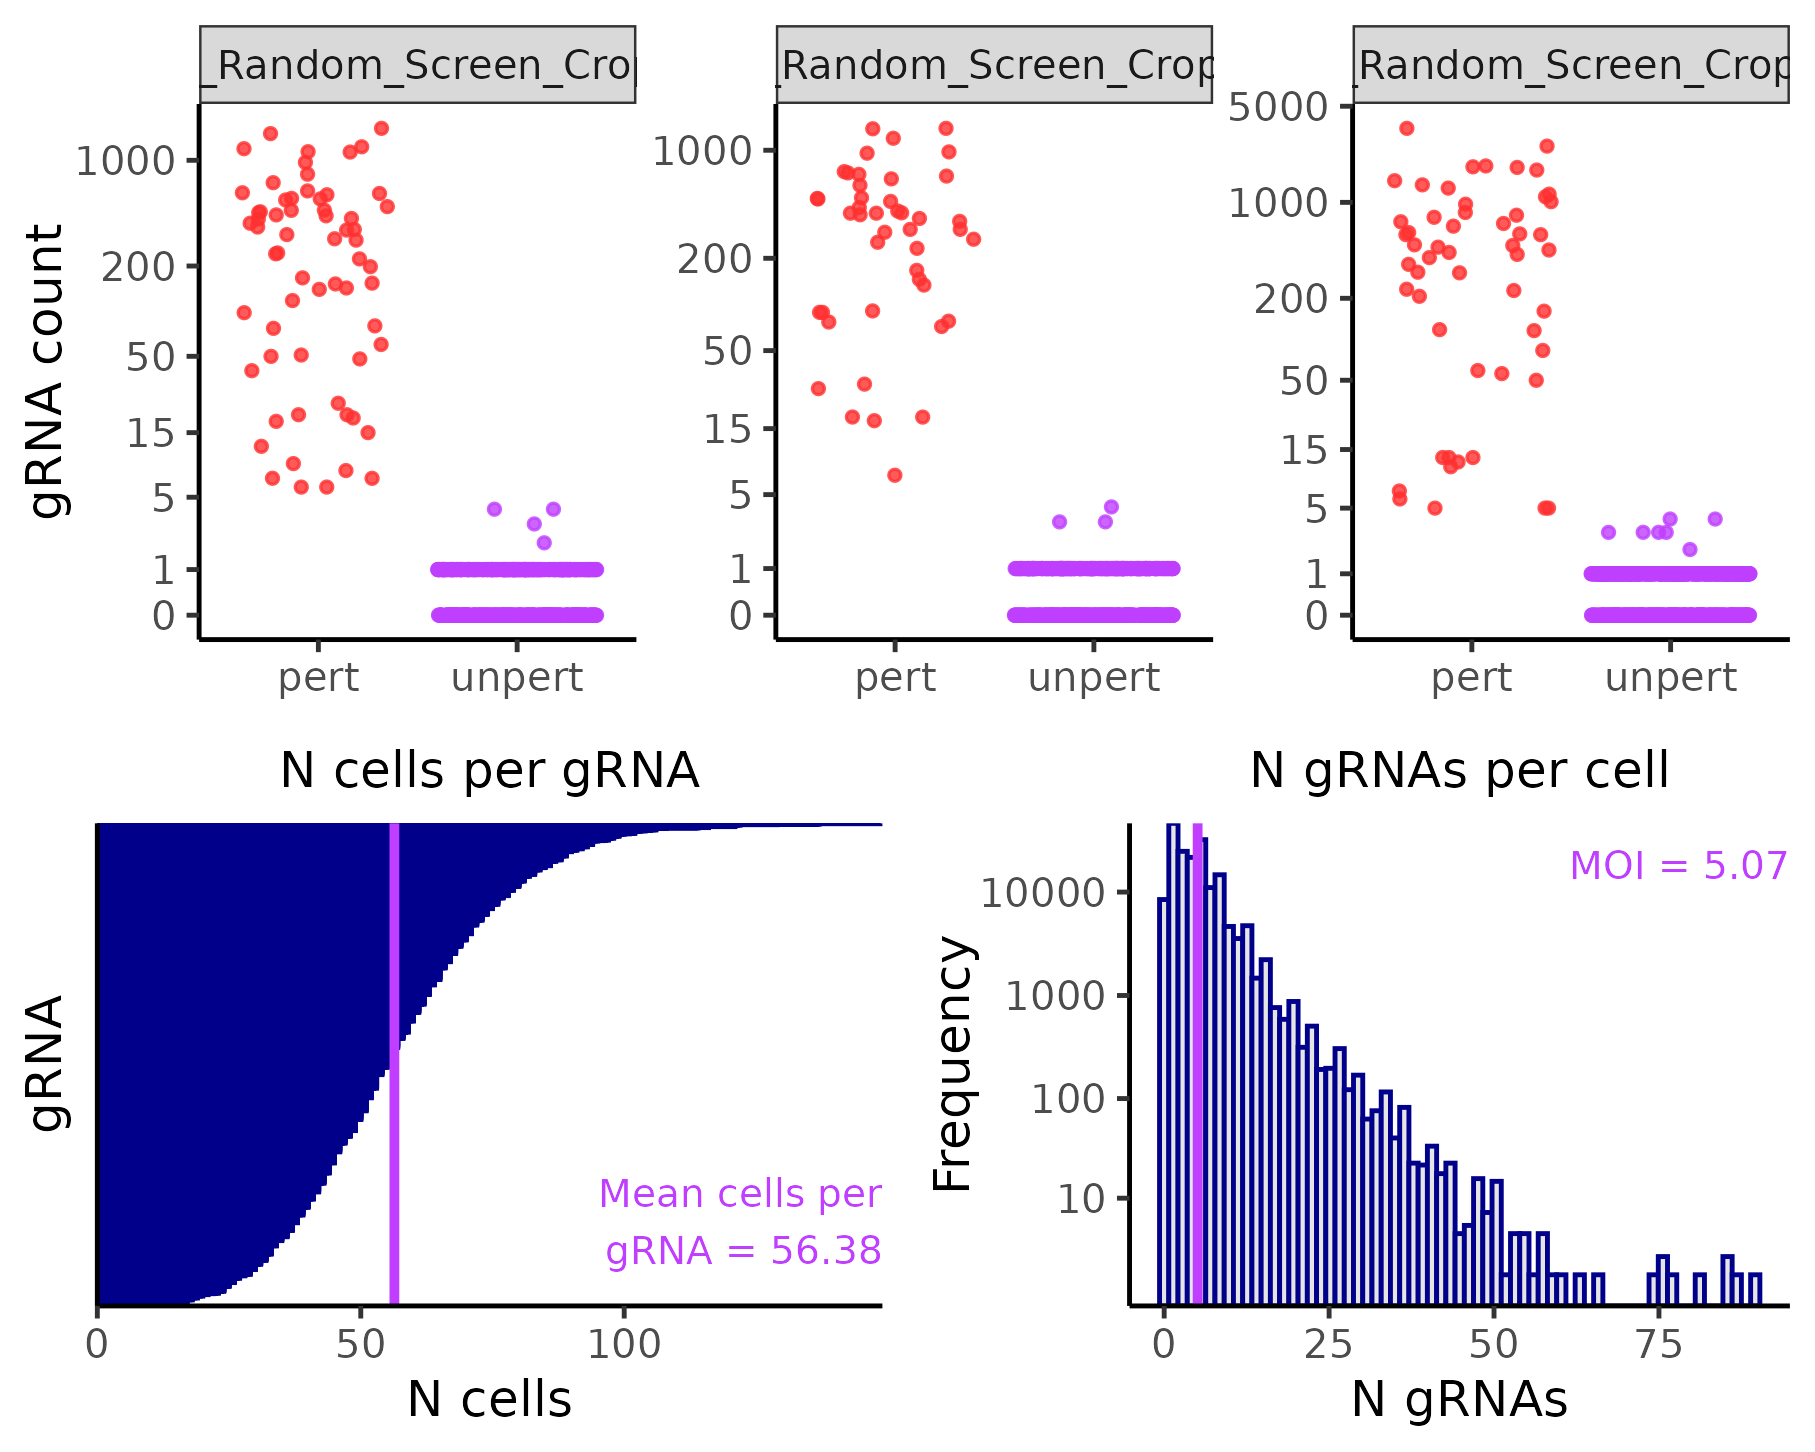 _Random_Screen_Crop
_Random_Screen_Crop
_Random_Screen_Crop
gRNA count
1000
200
50
15
5
1
0
pert
unpert
1000
200
50
15
5
1
0
pert
unpert
5000
1000
200
50
15
5
1
0
pert
unpert
N cells per gRNA
gRNA
Mean cells per
gRNA = 56.38
0
50
100
N cells
N gRNAs per cell
MOI = 5.07
Frequency
10000
1000
100
10
0
25
50
75
N gRNAs